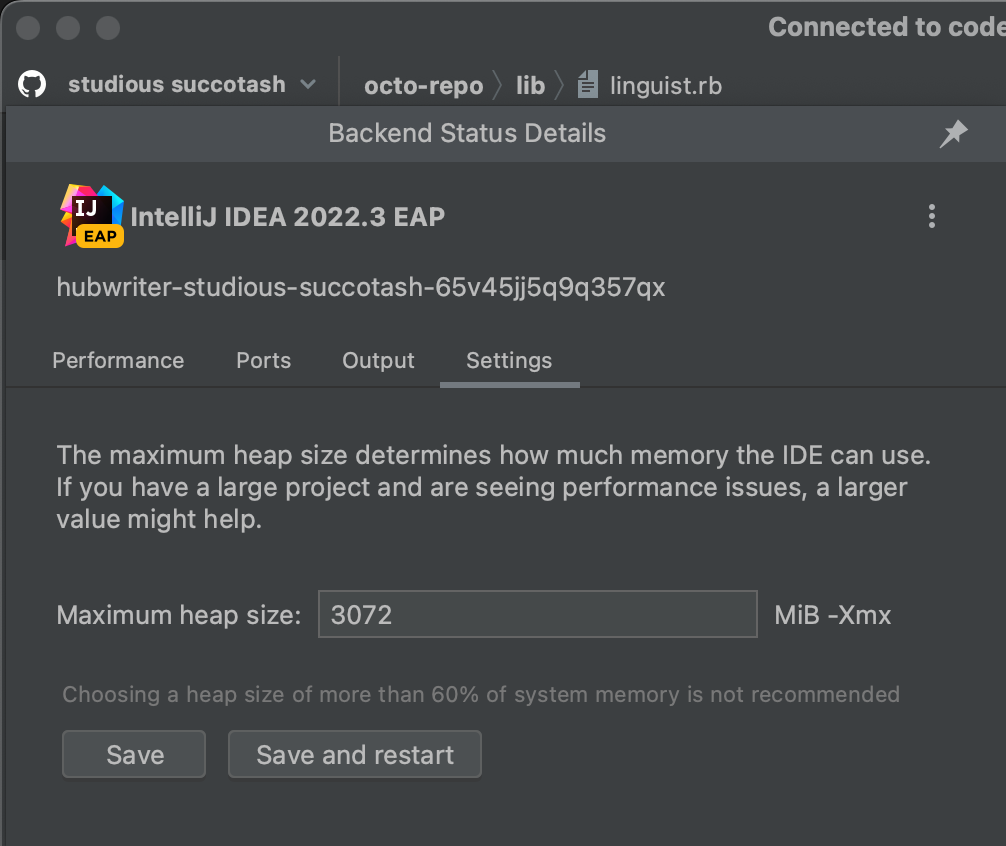 Connected to code
studious succotash octo-repo lib linguist.rb
Backend Status Details
IJ
EAP
IntelliJ IDEA 2022.3 EAP
hubwriter-studious-succotash-65v45jj5q9q357qx
Performance Ports Output Settings
The maximum heap size determines how much memory the IDE can use.
If you have a large project and are seeing performance issues, a larger
value might help.
Maximum heap size: 3072 MiB -Xmx
Choosing a heap size of more than 60% of system memory is not recommended
Save Save and restart